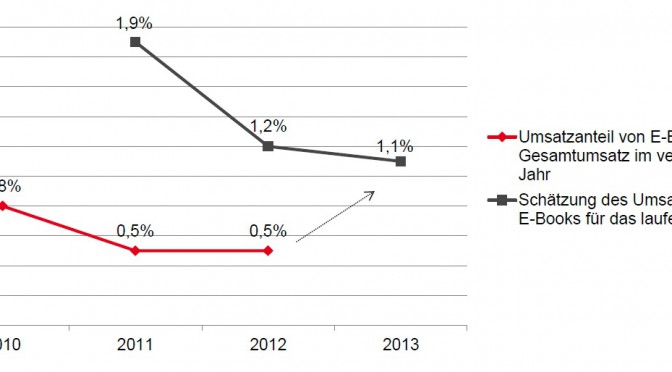 1,9%
1,2%
1,1%
8%
0,5%
0,5%
010
2011
2012
2013
Umsatzanteil von E-B
Gesamtumsatz im ve
Jahr
Schätzung des Umsa
E-Books für das laufe